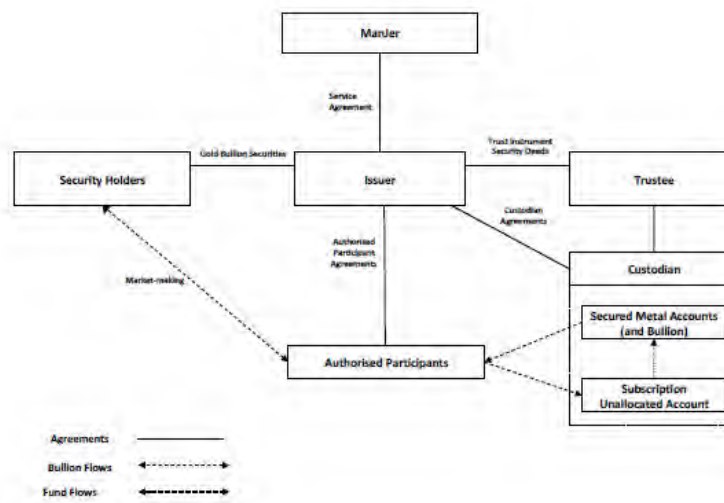 ManJer
Service
Agreement
Gold Bullion Securities
Trust Instrument
Security Deeds
Security Holders
Issuer
Trustee
Custodian
Agreements
Authorised
Participant
Agreements
Custodian
Market-making
Secured Metal Accounts
(and Bullion)
Authorised Participants
Subscription
Unallocated Account
Agreements
Bullion Flows
Fund Flows